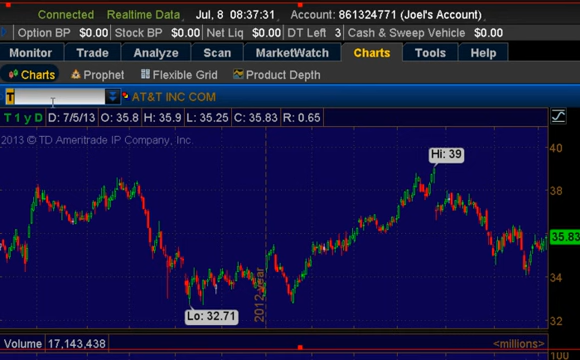 Connected Realtime Data Jul, 8 08:37:31 Account: 861324771 (Joel's Account)
Option BP $0.00 Stock BP $0.00 Net Liq $0.00 DT Left 3 Cash & Sweep Vehicle $0.00
Monitor Trade Analyze Scan MarketWatch Charts Tools Help
Charts Prophet Flexible Grid Product Depth
T AT&T INC COM
T 1 y D D: 7/5/13 O: 35.8 H: 35.9 L: 35.25 C: 35.83 R: 0.65
2013 © TD Ameritrade IP Company, Inc.
40
Hi: 39
38
36
35.83
34
2012 year
Lo: 32.71
32
Volume 17,143,438 <millions>
100